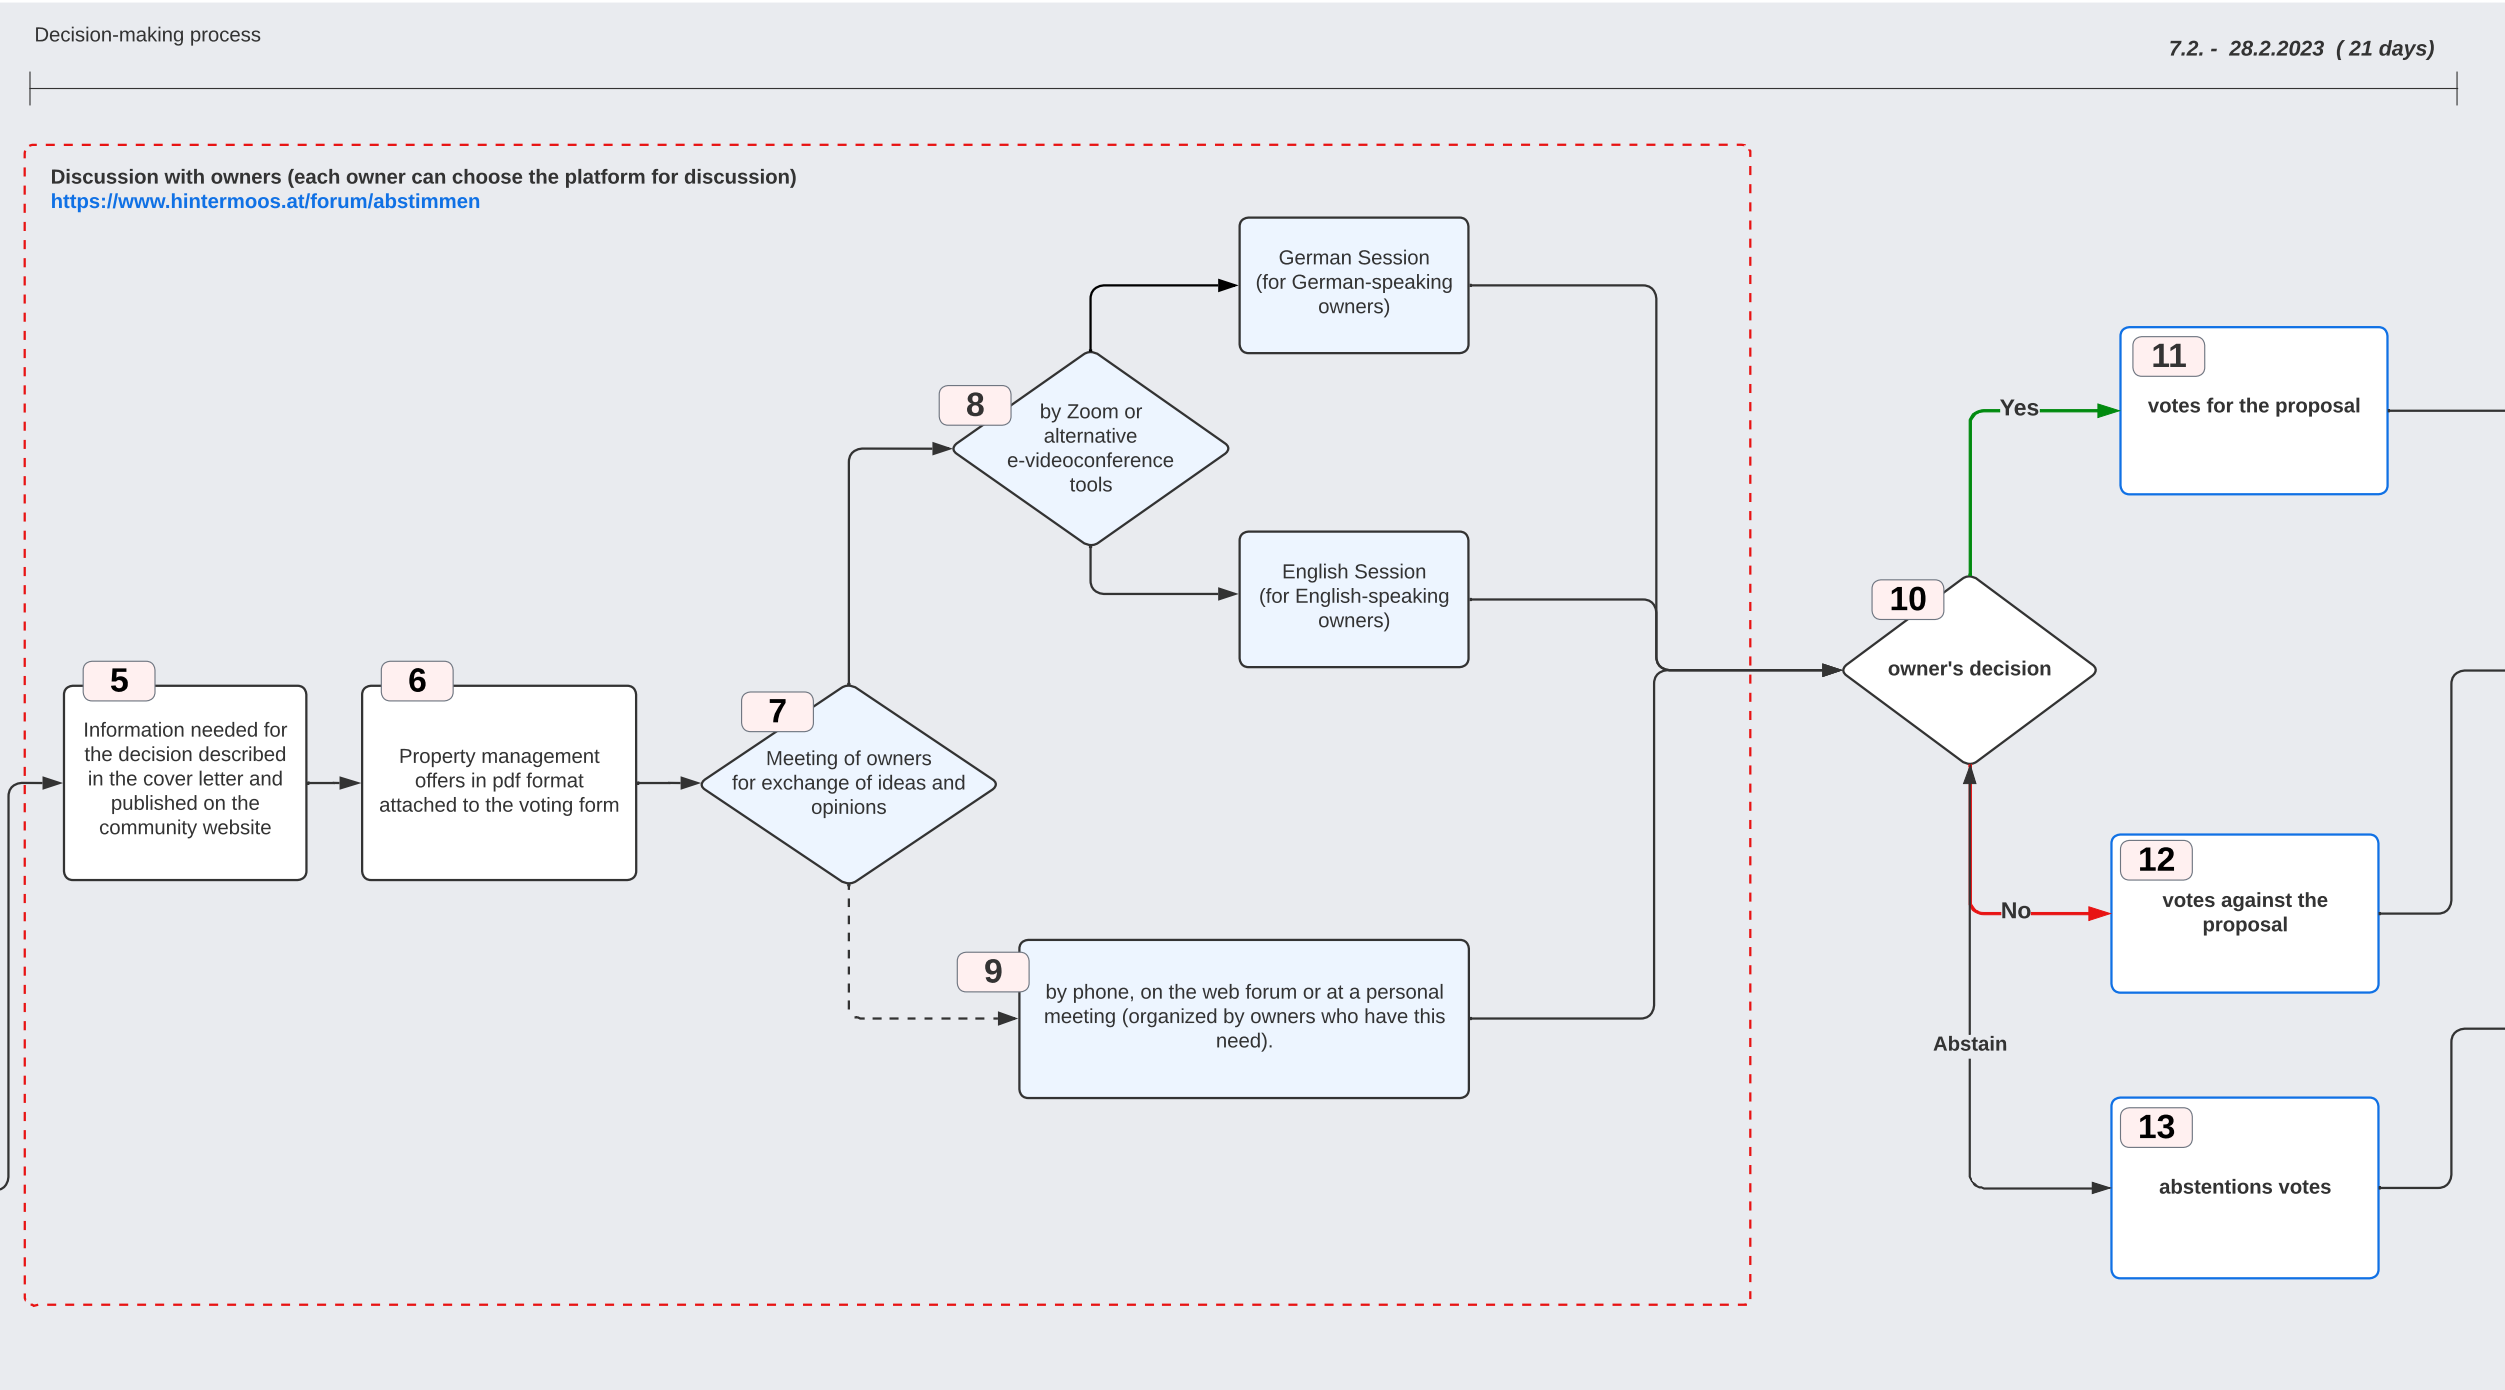 Decision-making process
7.2. -  28.2.2023  ( 21 days)
Discussion with owners (each owner can choose the platform for discussion)
https://www.hintermoos.at/forum/abstimmen
5
Information needed for
the decision described
in the cover letter and
published on the
community website
6
Property management
offers in pdf format
attached to the voting form
7
Meeting of owners
for exchange of ideas and
opinions
8
by Zoom or
alternative
e-videoconference
tools
German Session
(for German-speaking
owners)
English Session
(for English-speaking
owners)
9
by phone, on the web forum or at a personal
meeting (organized by owners who have this
need).
10
owner's decision
Yes
11
votes for the proposal
No
12
votes against the
proposal
Abstain
13
abstentions votes